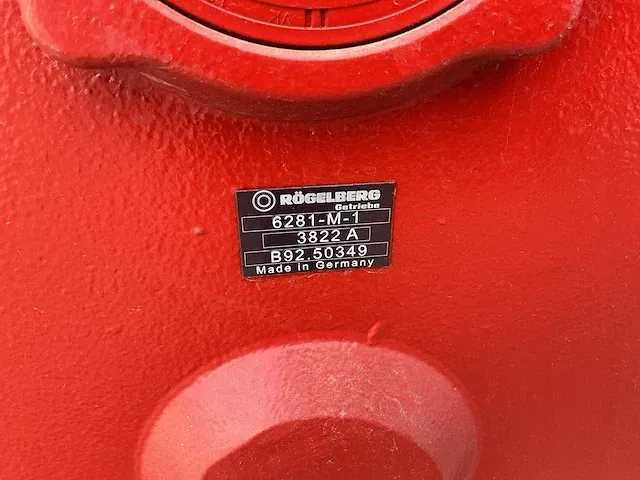 RÖGELBERG
Getriebe
6281-M-1
3822 A
B92.50349
Made in Germany